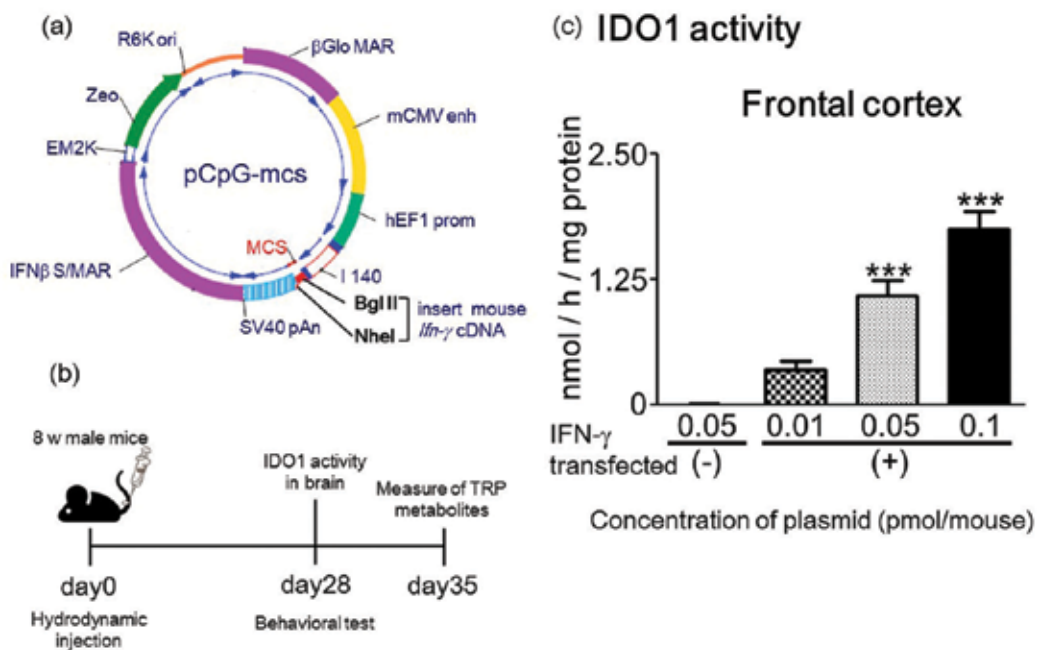 (a)
R6K ori
βGlo MAR
Zeo
mCMV enh
EM2K
pCpG-mcs
hEF1 prom
MCS
IFNβ S/MAR
I 140
BglII
insert mouse
SV40 pAn
NheI
Ifn-γ cDNA
(b)
8 w male mice
IDO1 activity
in brain
Measure of TRP
metabolites
day0
day28
day35
Hydrodynamic
injection
Behavioral test
(c) IDO1 activity
Frontal cortex
nmol / h / mg protein
2.50
1.25
0
***
***
IFN-γ
transfected
0.05
0.01
0.05
0.1
(-)
(+)
Concentration of plasmid (pmol/mouse)